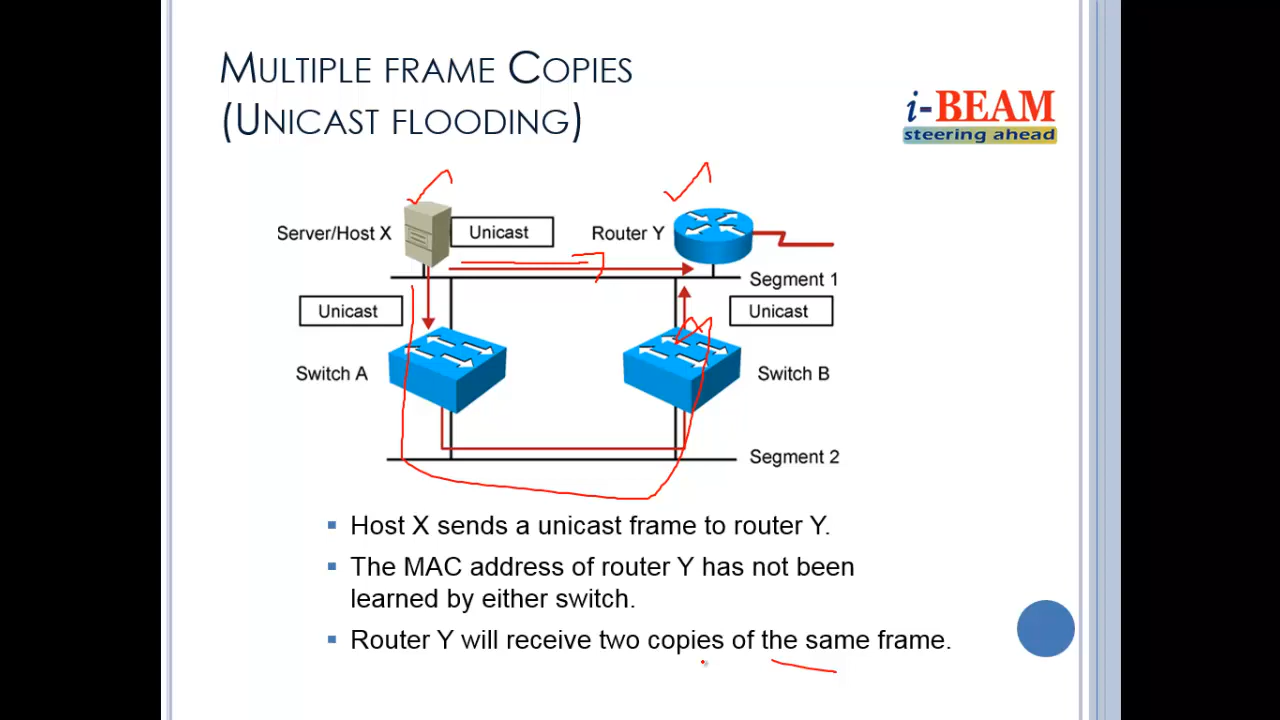 MULTIPLE FRAME COPIES
(UNICAST FLOODING)
i-BEAM
steering ahead
Server/Host X
Unicast
Router Y
Segment 1
Unicast
Unicast
Switch A
Switch B
Segment 2
Host X sends a unicast frame to router Y.
The MAC address of router Y has not been
learned by either switch.
Router Y will receive two copies of the same frame.